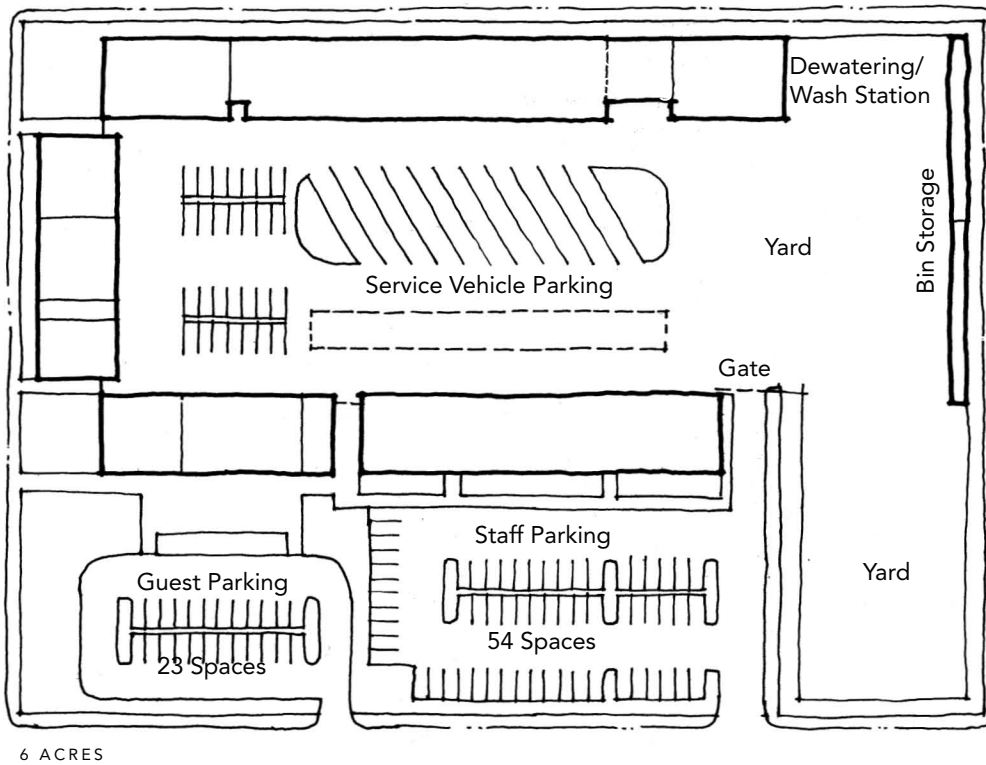 Dewatering/
Wash Station
Bin Storage
Yard
Service Vehicle Parking
Gate
Staff Parking
Yard
Guest Parking
54 Spaces
23 Spaces
6 ACRES